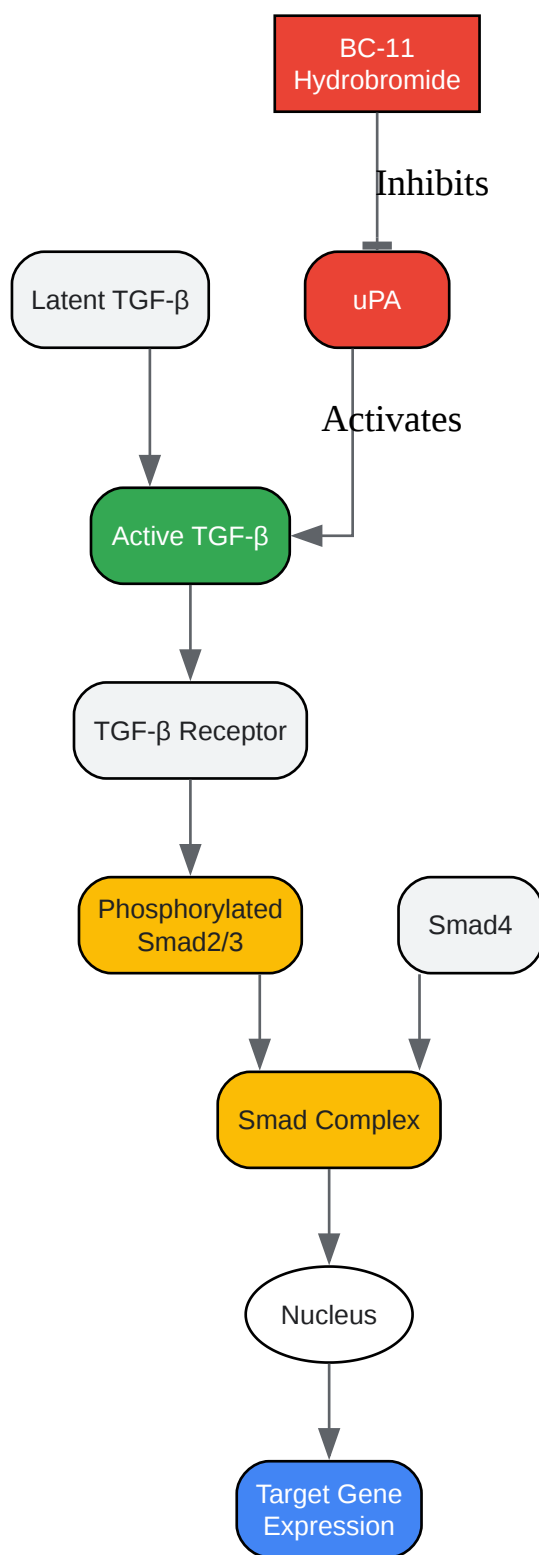 BC-11
Hydrobromide
Inhibits
Latent TGF-β
uPA
Activates
Active TGF-β
TGF-β Receptor
Phosphorylated
Smad2/3
Smad4
Smad Complex
Nucleus
Target Gene
Expression